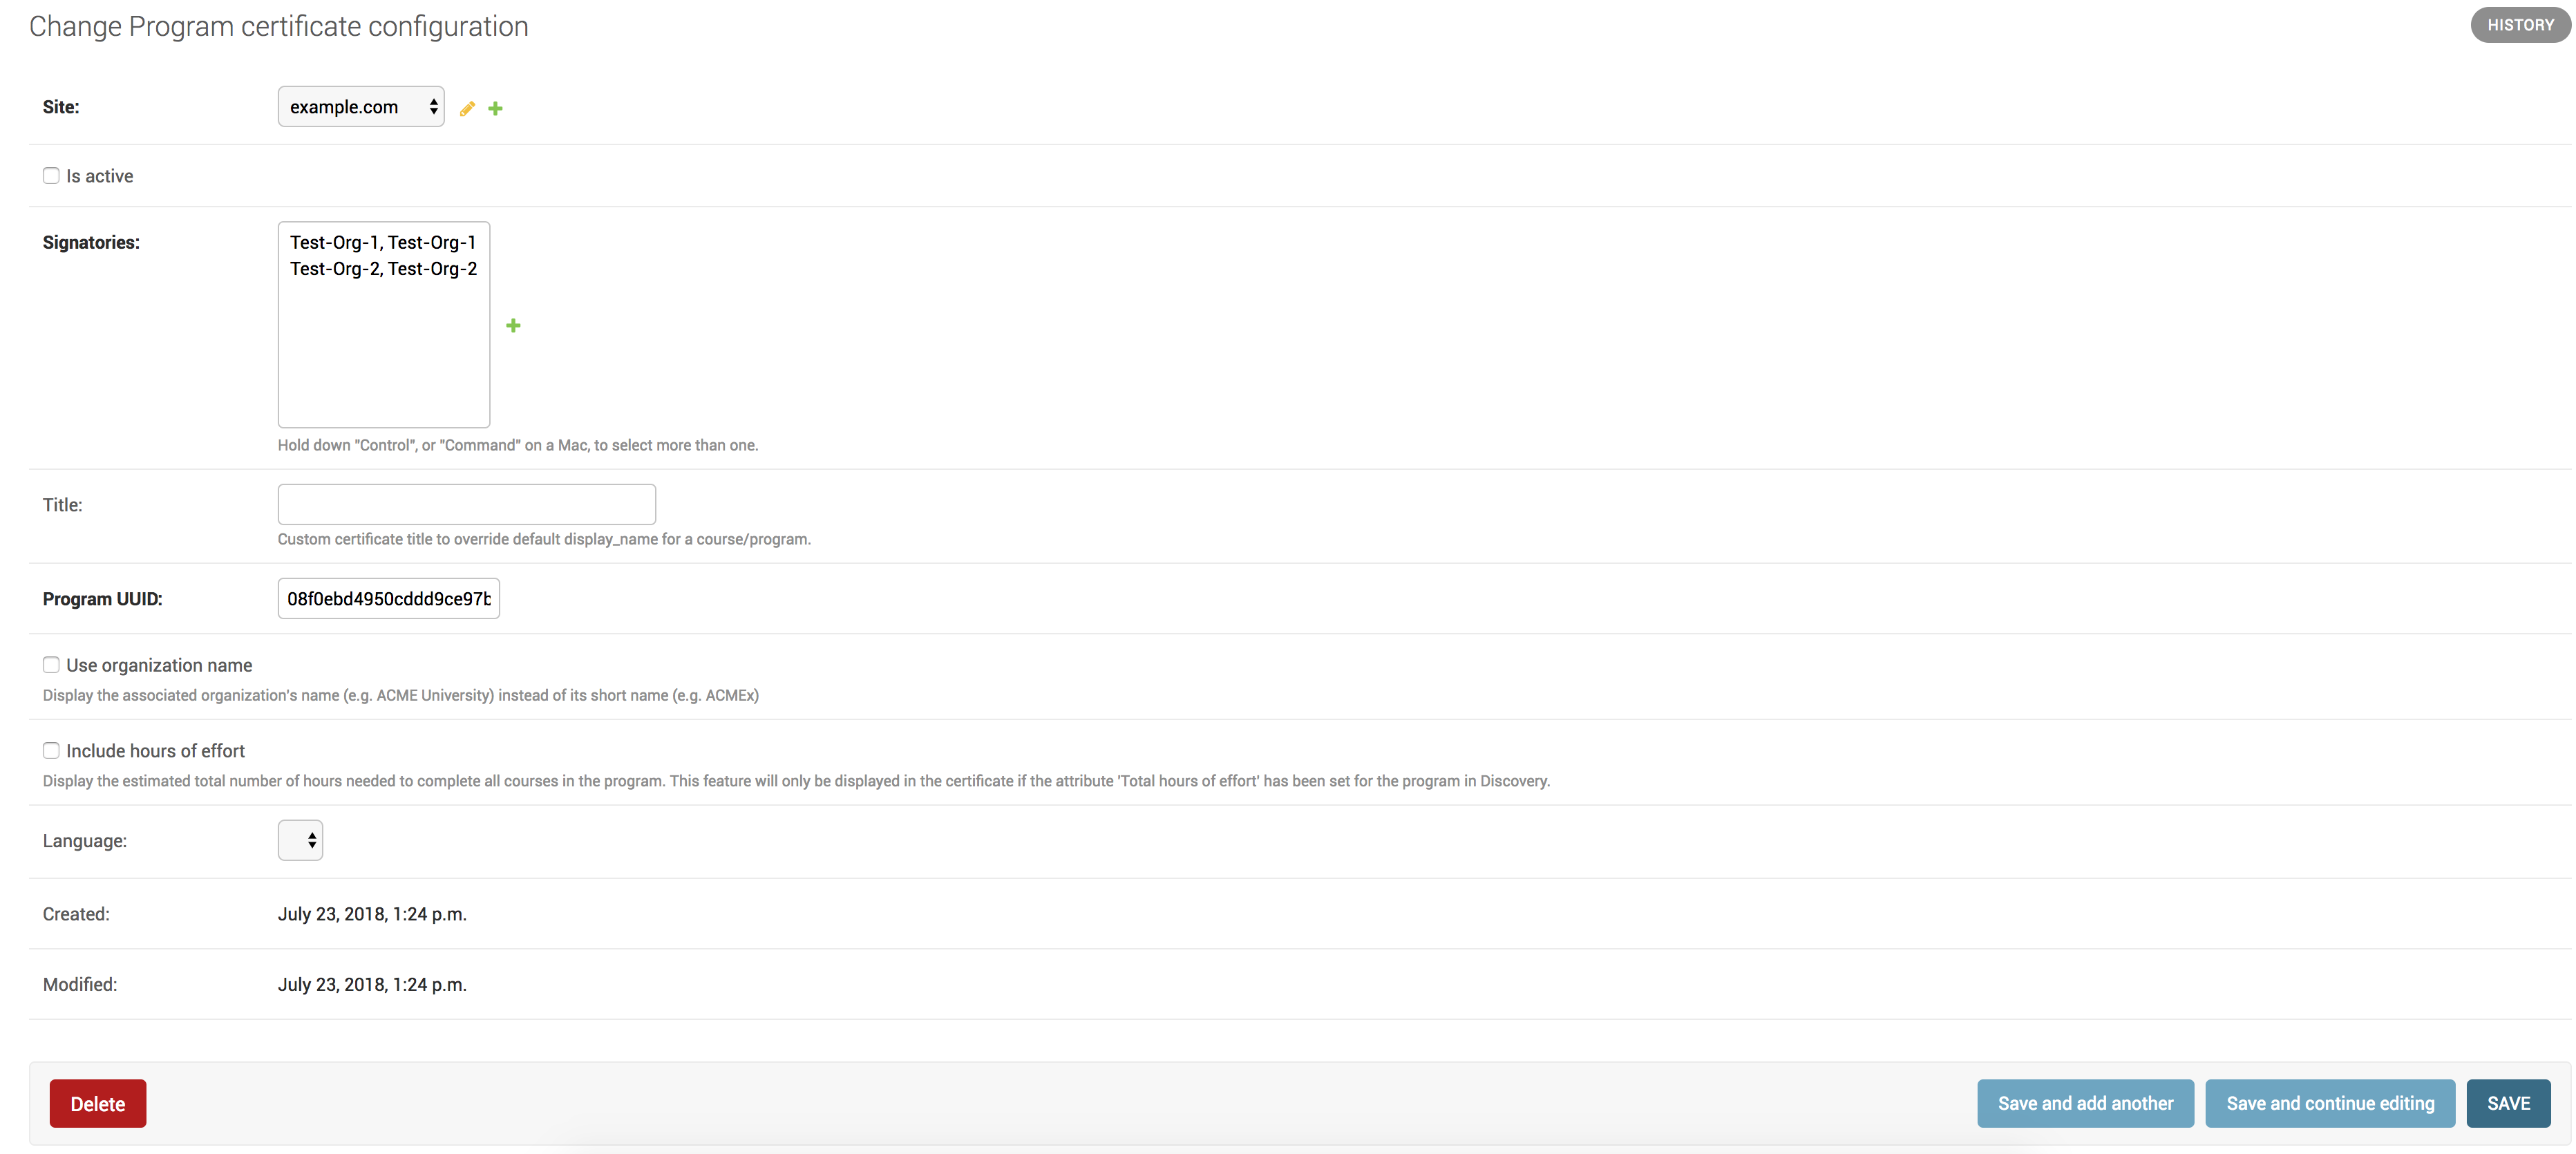 Change Program certificate configuration
HISTORY
Site: example.com
Is active
Signatories:
Test-Org-1, Test-Org-1
Test-Org-2, Test-Org-2
Hold down "Control", or "Command" on a Mac, to select more than one.
Title:
Custom certificate title to override default display_name for a course/program.
Program UUID: 08f0ebd4950cddd9ce97b
Use organization name
Display the associated organization's name (e.g. ACME University) instead of its short name (e.g. ACMEx)
Include hours of effort
Display the estimated total number of hours needed to complete all courses in the program. This feature will only be displayed in the certificate if the attribute 'Total hours of effort' has been set for the program in Discovery.
Language:
Created: July 23, 2018, 1:24 p.m.
Modified: July 23, 2018, 1:24 p.m.
Delete Save and add another Save and continue editing SAVE